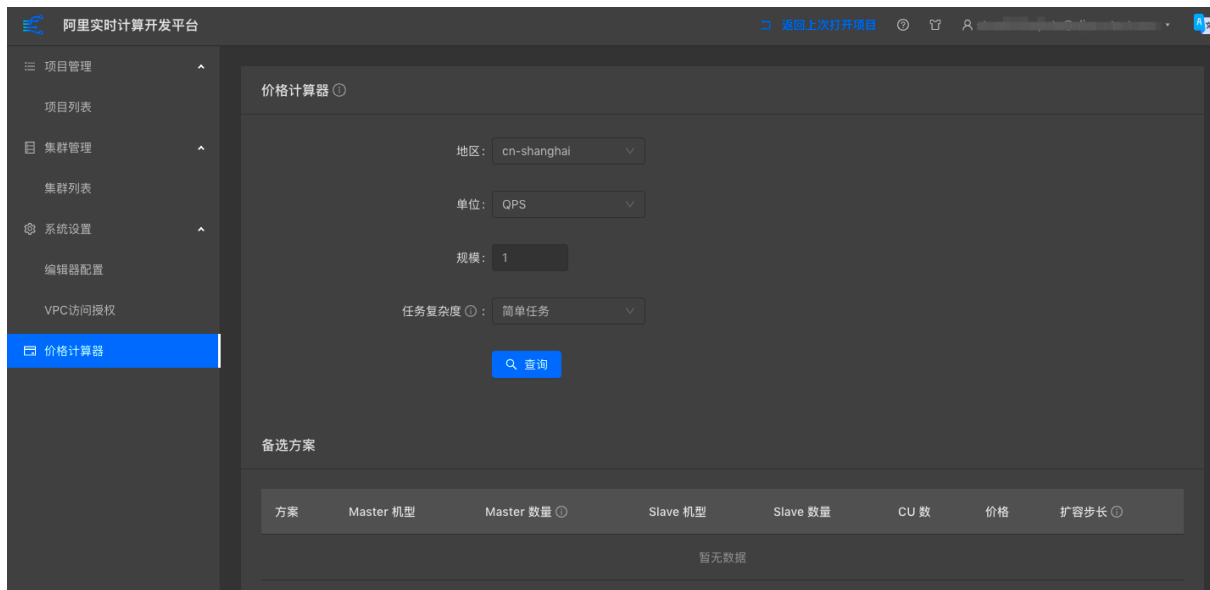 阿里实时计算开发平台
返回上次打开项目
项目管理
项目列表
集群管理
集群列表
系统设置
编辑器配置
VPC访问授权
价格计算器
价格计算器
地区: cn-shanghai
单位: QPS
规模: 1
任务复杂度: 简单任务
查询
备选方案
方案 Master 机型 Master 数量 Slave 机型 Slave 数量 CU 数 价格 扩容步长
暂无数据